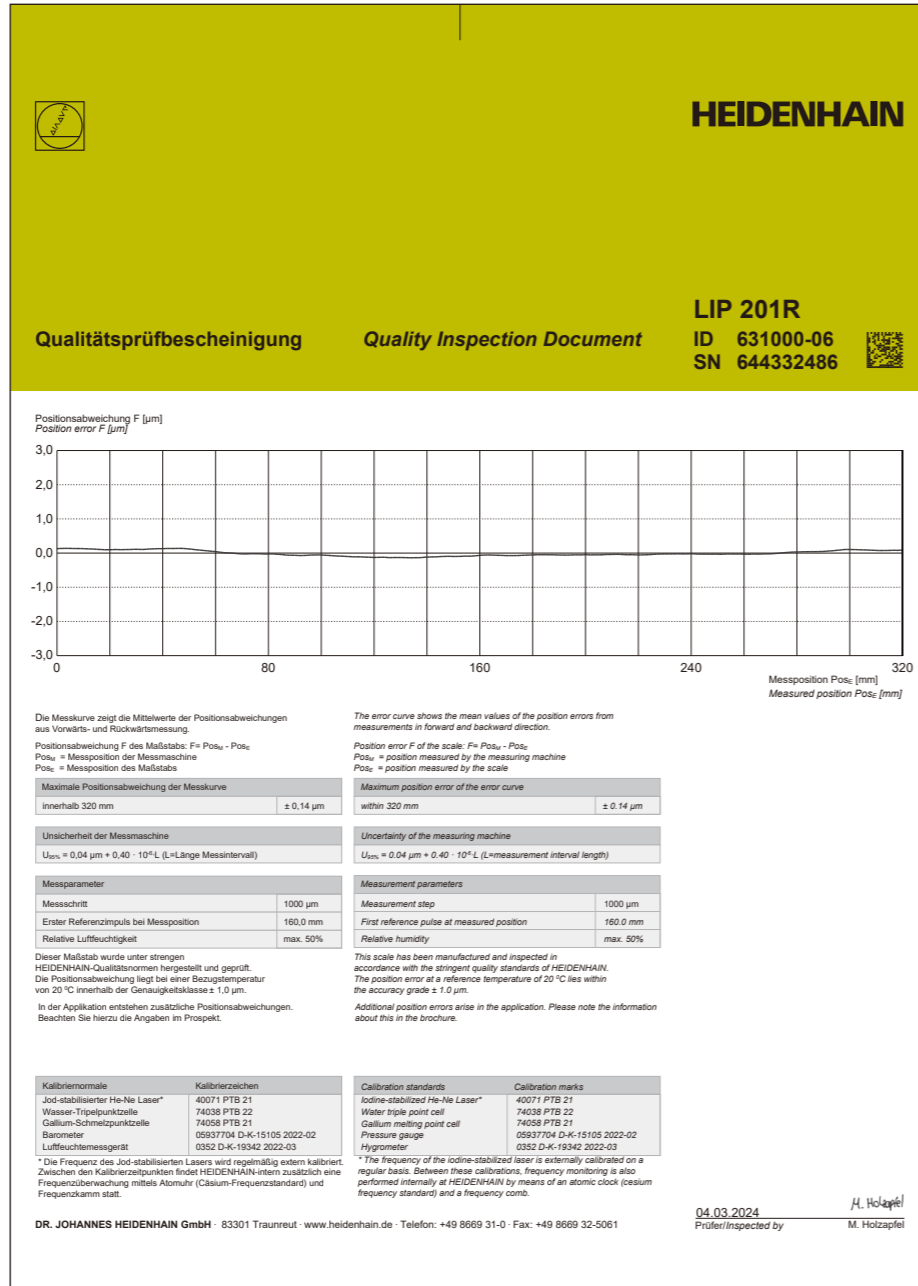 HEIDENHAIN
LIP 201R
Qualitätsprüfbescheinigung Quality Inspection Document ID 631000-06
SN 644332486
Positionsabweichung F [µm]
Position error F [µm]
3,0
2,0
1,0
0,0
-1,0
-2,0
-3,0
0 80 160 240 320
Messposition PosE [mm]
Measured position PosE [mm]
Die Messkurve zeigt die Mittelwerte der Positionsabweichungen
aus Vorwärts- und Rückwärtsmessung.
Positionsabweichung F des Maßstabs: F= PosM - PosE
PosM = Messposition der Messmaschine
PosE = Messposition des Maßstabs
The error curve shows the mean values of the position errors from
measurements in forward and backward direction.
Position error F of the scale: F= PosM - PosE
PosM = position measured by the measuring machine
PosE = position measured by the scale
Maximale Positionsabweichung der Messkurve
innerhalb 320 mm ± 0,14 µm
Maximum position error of the error curve
within 320 mm ± 0.14 µm
Unsicherheit der Messmaschine
U95% = 0,04 µm + 0,40 · 10-6·L (L=Länge Messintervall)
Uncertainty of the measuring machine
U95% = 0.04 µm + 0.40 · 10-6·L (L=measurement interval length)
Messparameter
Messschritt 1000 µm
Erster Referenzimpuls bei Messposition 160,0 mm
Relative Luftfeuchtigkeit max. 50%
Measurement parameters
Measurement step 1000 µm
First reference pulse at measured position 160.0 mm
Relative humidity max. 50%
Dieser Maßstab wurde unter strengen
HEIDENHAIN-Qualitätsnormen hergestellt und geprüft.
Die Positionsabweichung liegt bei einer Bezugstemperatur
von 20 ºC innerhalb der Genauigkeitsklasse ± 1,0 µm.
In der Applikation entstehen zusätzliche Positionsabweichungen.
Beachten Sie hierzu die Angaben im Prospekt.
This scale has been manufactured and inspected in
accordance with the stringent quality standards of HEIDENHAIN.
The position error at a reference temperature of 20 ºC lies within
the accuracy grade ± 1.0 µm.
Additional position errors arise in the application. Please note the information
about this in the brochure.
Kalibriernormale Kalibrierzeichen
Jod-stabilisierter He-Ne Laser* 40071 PTB 21
Wasser-Tripelpunktzelle 74038 PTB 22
Gallium-Schmelzpunktzelle 74058 PTB 21
Barometer 05937704 D-K-15105 2022-02
Luftfeuchtemessgerät 0352 D-K-19342 2022-03
* Die Frequenz des Jod-stabilisierten Lasers wird regelmäßig extern kalibriert.
Zwischen den Kalibrierzeitpunkten findet HEIDENHAIN-intern zusätzlich eine
Frequenzüberwachung mittels Atomuhr (Cäsium-Frequenzstandard) und
Frequenzkamm statt.
Calibration standards Calibration marks
Iodine-stabilized He-Ne Laser* 40071 PTB 21
Water triple point cell 74038 PTB 22
Gallium melting point cell 74058 PTB 21
Pressure gauge 05937704 D-K-15105 2022-02
Hygrometer 0352 D-K-19342 2022-03
* The frequency of the iodine-stabilized laser is externally calibrated on a
regular basis. Between these calibrations, frequency monitoring is also
performed internally at HEIDENHAIN by means of an atomic clock (cesium
frequency standard) and a frequency comb.
DR. JOHANNES HEIDENHAIN GmbH · 83301 Traunreut · www.heidenhain.de · Telefon: +49 8669 31-0 · Fax: +49 8669 32-5061
04.03.2024 M. Holzapfel
Prüfer/Inspected by M. Holzapfel